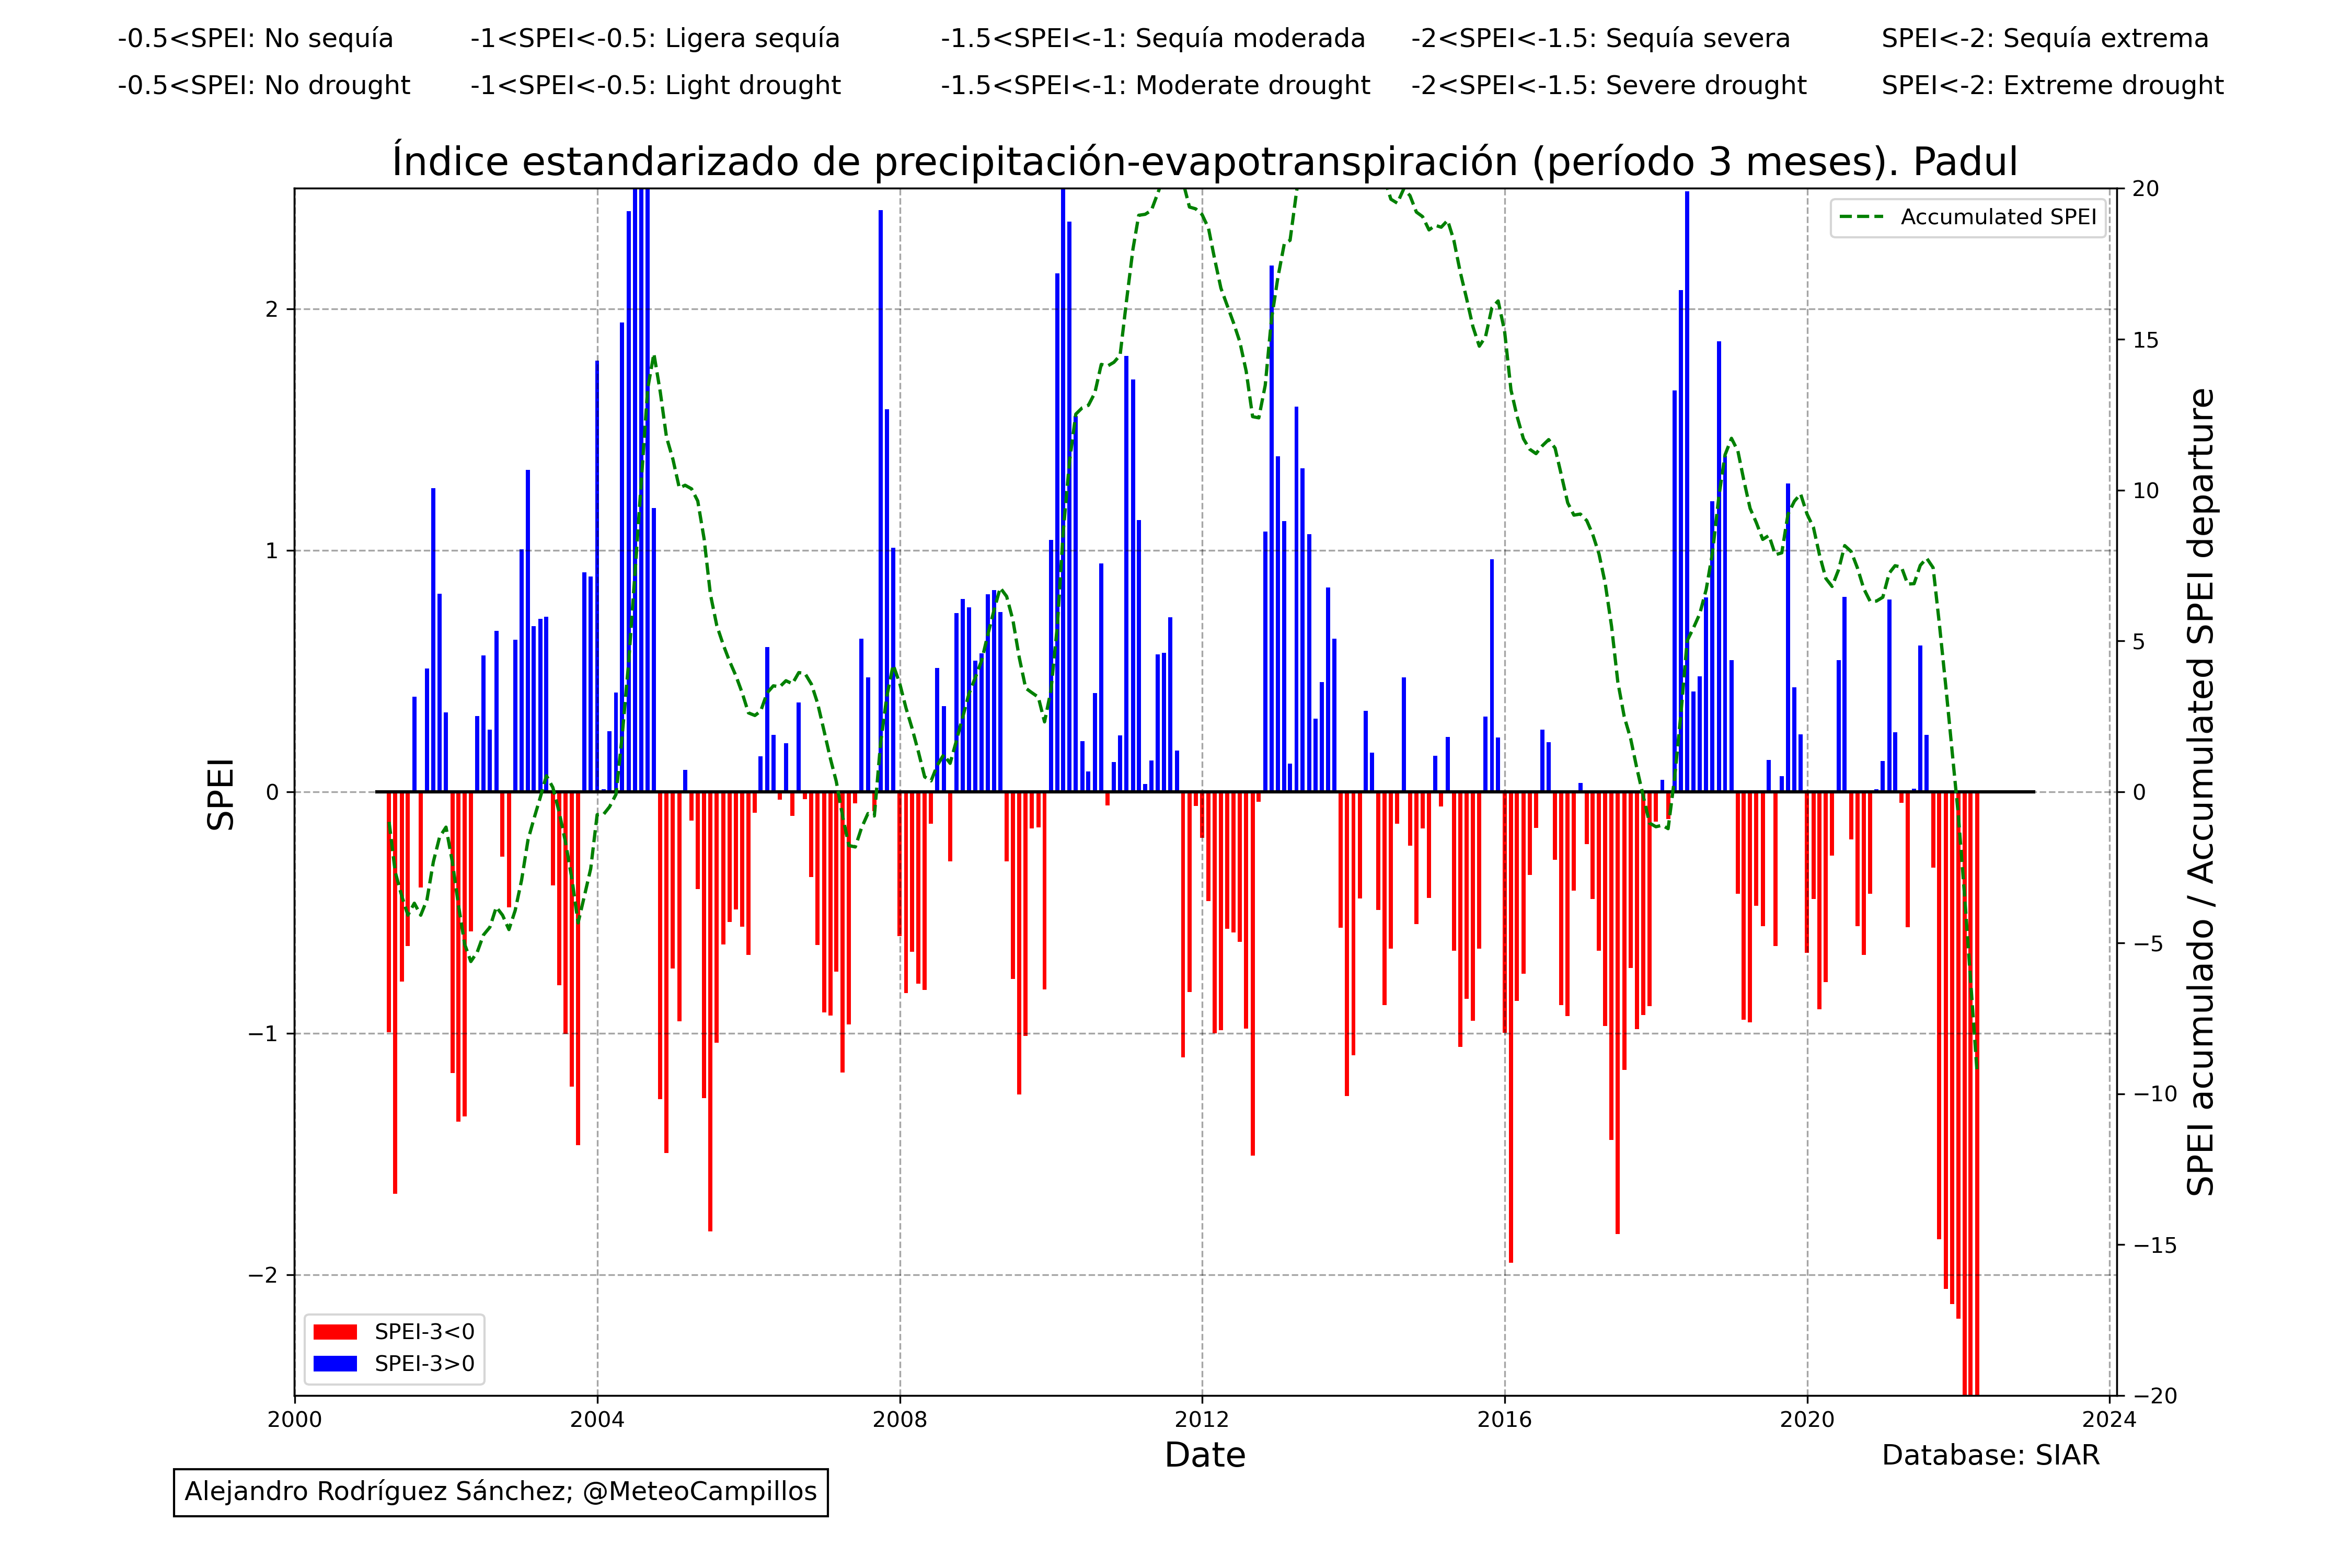 -0.5<SPEI: No sequía -1<SPEI<-0.5: Ligera sequía -1.5<SPEI<-1: Sequía moderada -2<SPEI<-1.5: Sequía severa SPEI<-2: Sequía extrema
-0.5<SPEI: No drought -1<SPEI<-0.5: Light drought -1.5<SPEI<-1: Moderate drought -2<SPEI<-1.5: Severe drought SPEI<-2: Extreme drought
Índice estandarizado de precipitación-evapotranspiración (período 3 meses). Padul
Accumulated SPEI
SPEI
2
1
0
−1
−2
20
15
10
5
0
−5
−10
−15
−20
SPEI acumulado / Accumulated SPEI departure
SPEI-3<0
SPEI-3>0
2000 2004 2008 2012 2016 2020 2024
Date
Database: SIAR
Alejandro Rodríguez Sánchez; @MeteoCampillos